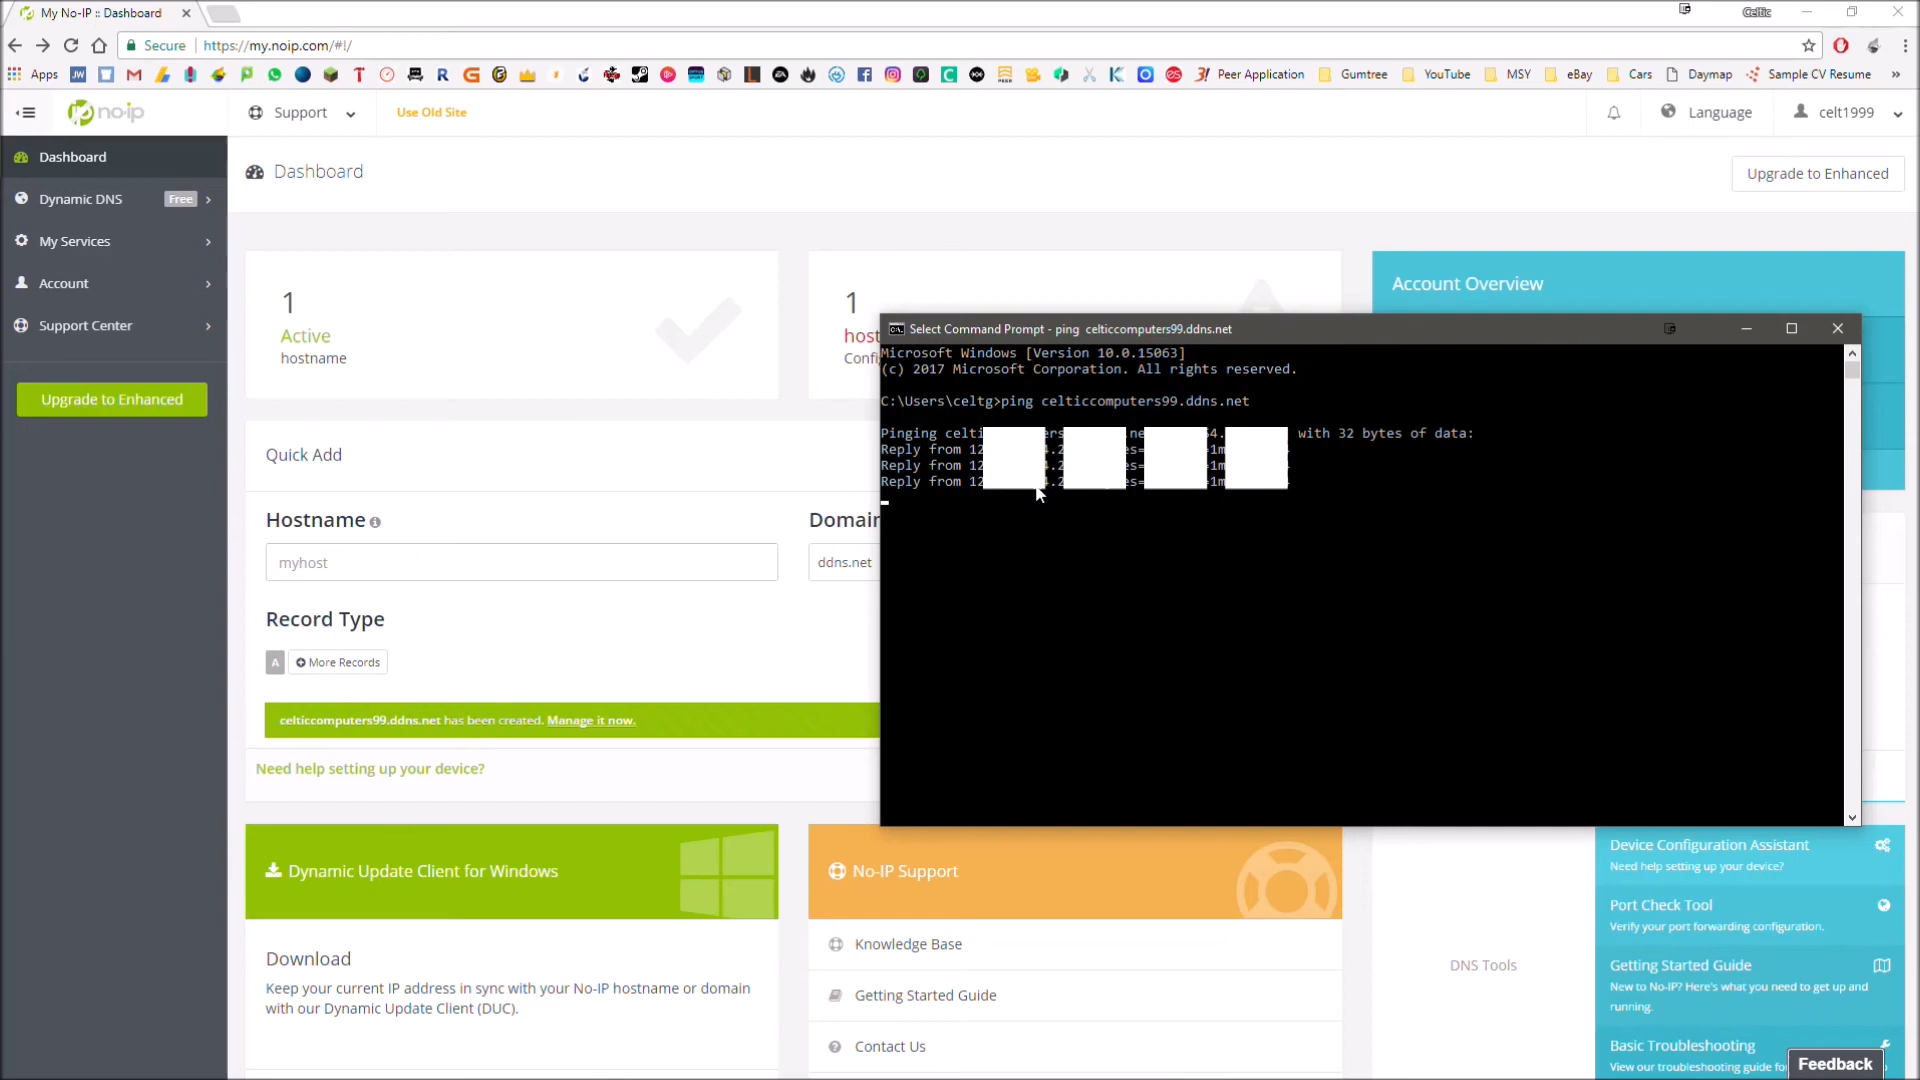 My No-IP :: Dashboard
Celtic
Secure https://my.noip.com/#!/
Apps
Peer Application
Gumtree
YouTube
MSY
eBay
Cars
Daymap
Sample CV Resume
»
no-ip
Support
Use Old Site
Language
celt1999
Dashboard
Dynamic DNS Free
My Services
Account
Support Center
Upgrade to Enhanced
Dashboard
Upgrade to Enhanced
1
Active
hostname
1
Account Overview
Quick Add
Hostname
myhost
ddns.net
Record Type
A More Records
celticcomputers99.ddns.net has been created. Manage it now.
Need help setting up your device?
Select Command Prompt - ping celticcomputers99.ddns.net
Microsoft Windows [Version 10.0.15063]
(c) 2017 Microsoft Corporation. All rights reserved.
C:\Users\celtg>ping celticcomputers99.ddns.net
Pinging with 32 bytes of data:
Reply from
Reply from
Reply from
Dynamic Update Client for Windows
Download
Keep your current IP address in sync with your No-IP hostname or domain
with our Dynamic Update Client (DUC).
No-IP Support
Knowledge Base
Getting Started Guide
Contact Us
DNS Tools
Device Configuration Assistant
Need help setting up your device?
Port Check Tool
Verify your port forwarding configuration.
Getting Started Guide
New to No-IP? Here's what you need to get up and
running.
Basic Troubleshooting
View our troubleshooting guide
Feedback